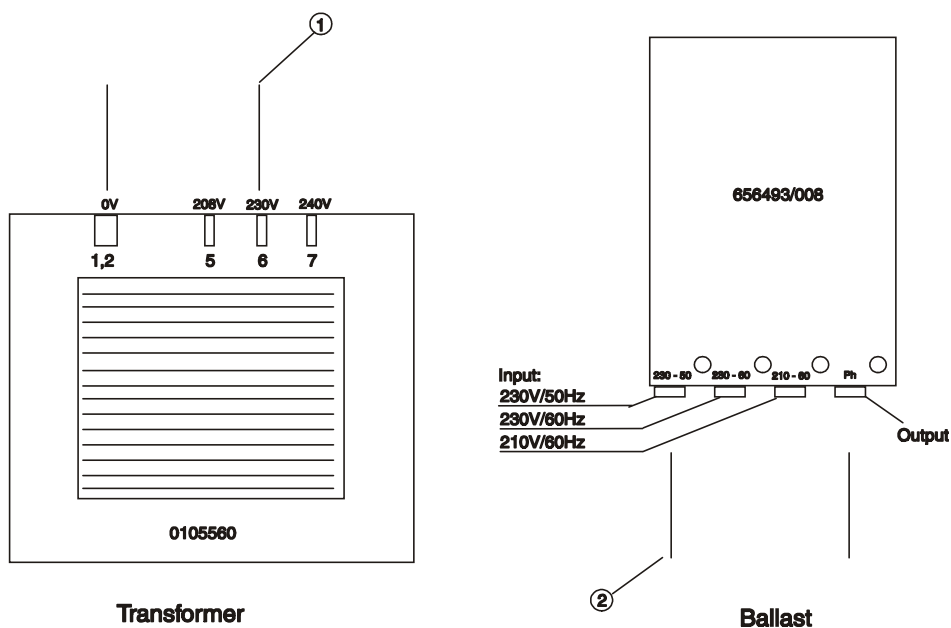 1
0V
208V
230V
240V
1,2
5
6
7
0105560
Transformer
656493/008
230 - 50
230 - 60
210 - 60
Ph
Input:
230V/50Hz
230V/60Hz
210V/60Hz
Output
2
Ballast